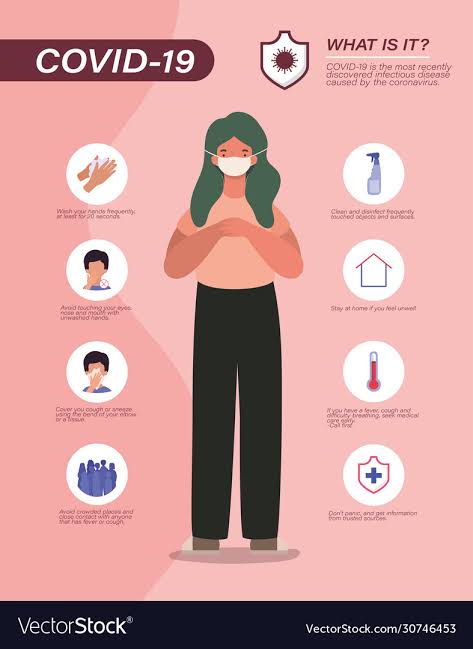 COVID-19
WHAT IS IT?
COVID-19 is the most recently
discovered infectious disease
caused by the coronavirus.
Wash your hands frequently,
at least for 20 seconds.
Avoid touching your eyes,
nose and mouth with
unwashed hands.
Cover you cough or sneeze
using the bend of your elbow
or a tissue.
Avoid crowded places and
close contact with anyone
that has fever or cough.
Clean and disinfect frequently
touched objects and surfaces.
Stay at home if you feel unwell
If you have a fever, cough and
difficulty breathing, seek medical
care early.
-Call first
Don't panic, and get information
from trusted sources.
VectorStock®
VectorStock.com/30746453